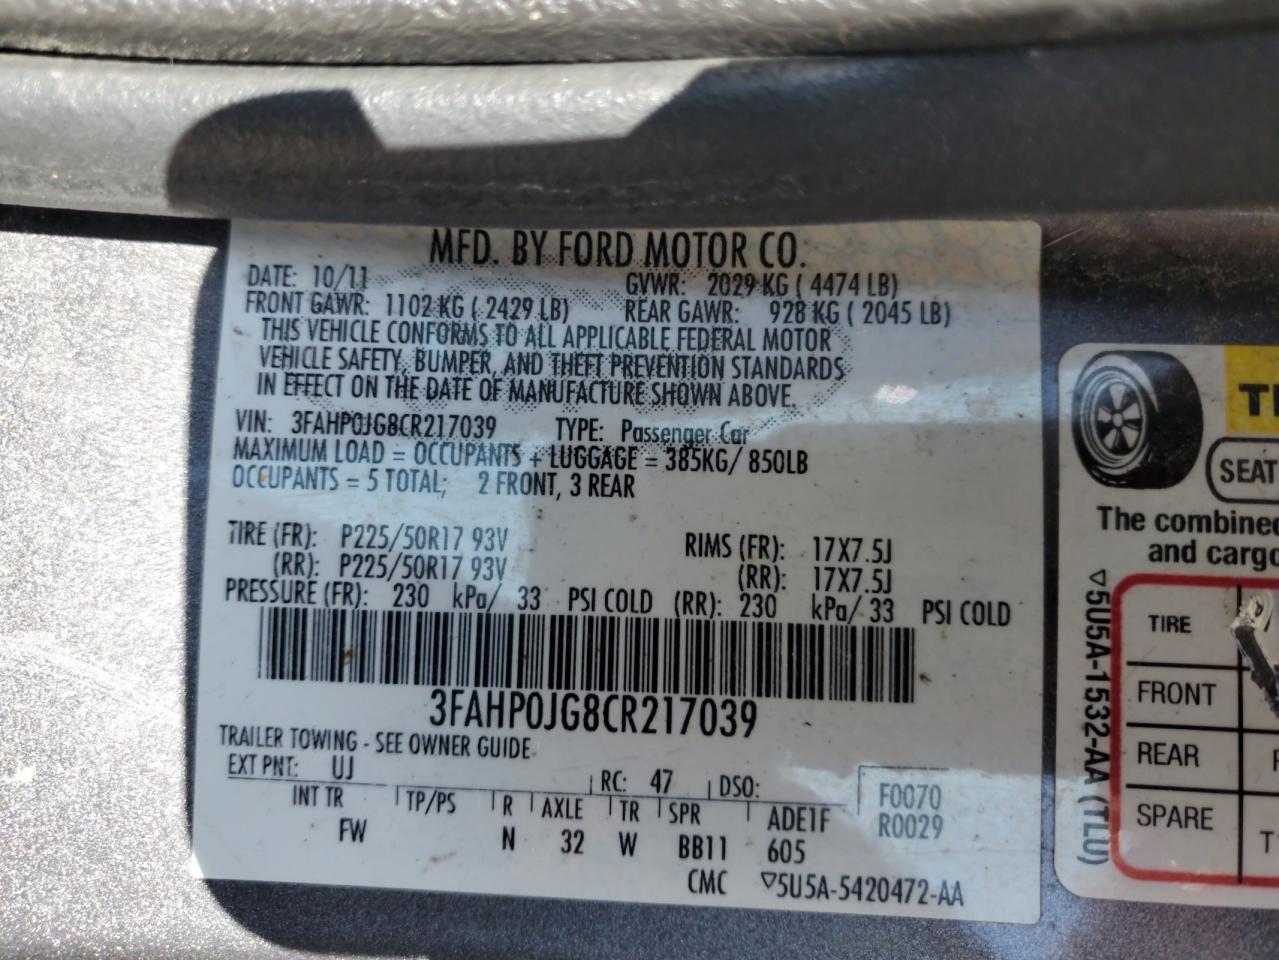 MFD. BY FORD MOTOR CO.
DATE: 10/11 GVWR: 2029 KG ( 4474 LB)
FRONT GAWR: 1102 KG ( 2429 LB) REAR GAWR: 928 KG ( 2045 LB)
THIS VEHICLE CONFORMS TO ALL APPLICABLE FEDERAL MOTOR
VEHICLE SAFETY, BUMPER, AND THEFT PREVENTION STANDARDS
IN EFFECT ON THE DATE OF MANUFACTURE SHOWN ABOVE.
VIN: 3FAHP0JG8CR217039 TYPE: Passenger Car
MAXIMUM LOAD = OCCUPANTS + LUGGAGE = 385KG/ 850LB
OCCUPANTS = 5 TOTAL; 2 FRONT, 3 REAR
TIRE (FR): P225/50R17 93V RIMS (FR): 17X7.5J
(RR): P225/50R17 93V (RR): 17X7.5J
PRESSURE (FR): 230 kPa/ 33 PSI COLD (RR): 230 kPa/ 33 PSI COLD
3FAHP0JG8CR217039
TRAILER TOWING - SEE OWNER GUIDE
EXT PNT: UJ RC: 47 DSO: F0070
INT TR TP/PS R AXLE TR SPR ADE1F R0029
FW N 32 W BB11 605
CMC ▽5U5A-5420472-AA
SEAT
The combined
and cargo
▽5U5A-1532-AA (TLU)
TIRE
FRONT
REAR
SPARE